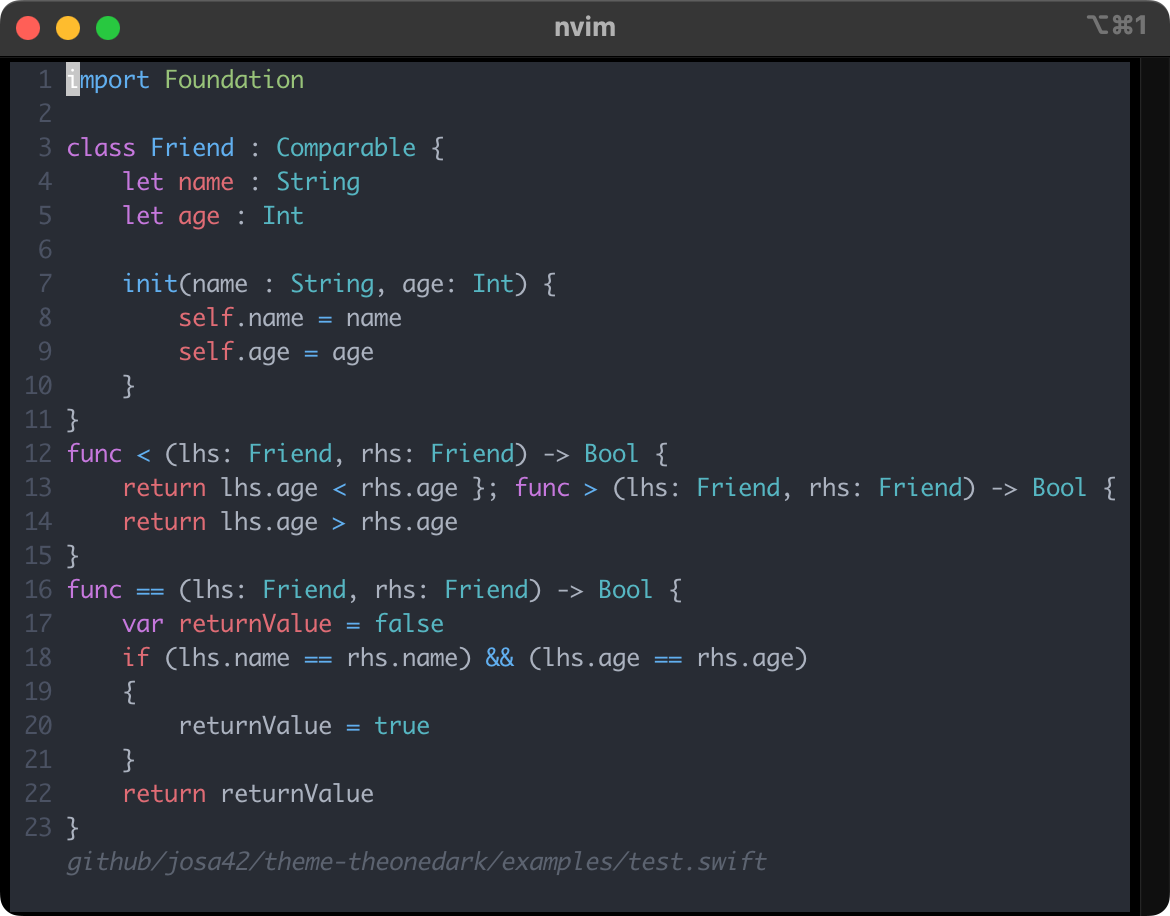 nvim
⌥⌘1
1 import Foundation
2
3 class Friend : Comparable {
4     let name : String
5     let age : Int
6
7     init(name : String, age: Int) {
8         self.name = name
9         self.age = age
10     }
11 }
12 func < (lhs: Friend, rhs: Friend) -> Bool {
13     return lhs.age < rhs.age }; func > (lhs: Friend, rhs: Friend) -> Bool {
14     return lhs.age > rhs.age
15 }
16 func == (lhs: Friend, rhs: Friend) -> Bool {
17     var returnValue = false
18     if (lhs.name == rhs.name) && (lhs.age == rhs.age)
19     {
20         returnValue = true
21     }
22     return returnValue
23 }
github/josa42/theme-theonedark/examples/test.swift